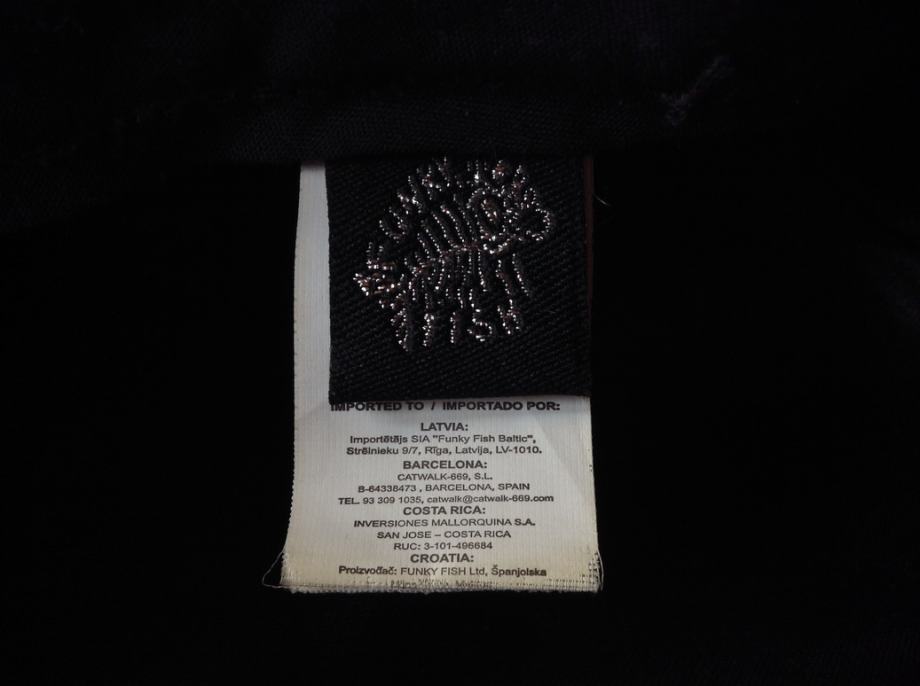 FISH
IMPORTED TO / IMPORTADO POR:
LATVIA:
Importētājs SIA "Funky Fish Baltic",
Strēlnieku 9/7, Rīga, Latvija, LV-1010.
BARCELONA:
CATWALK-669, S.L.
B-64338473 , BARCELONA, SPAIN
TEL. 93 309 1035, catwalk@catwalk-669.com
COSTA RICA:
INVERSIONES MALLORQUINA S.A.
SAN JOSE – COSTA RICA
RUC: 3-101-496684
CROATIA:
Proizvođač: FUNKY FISH Ltd, Španjolska